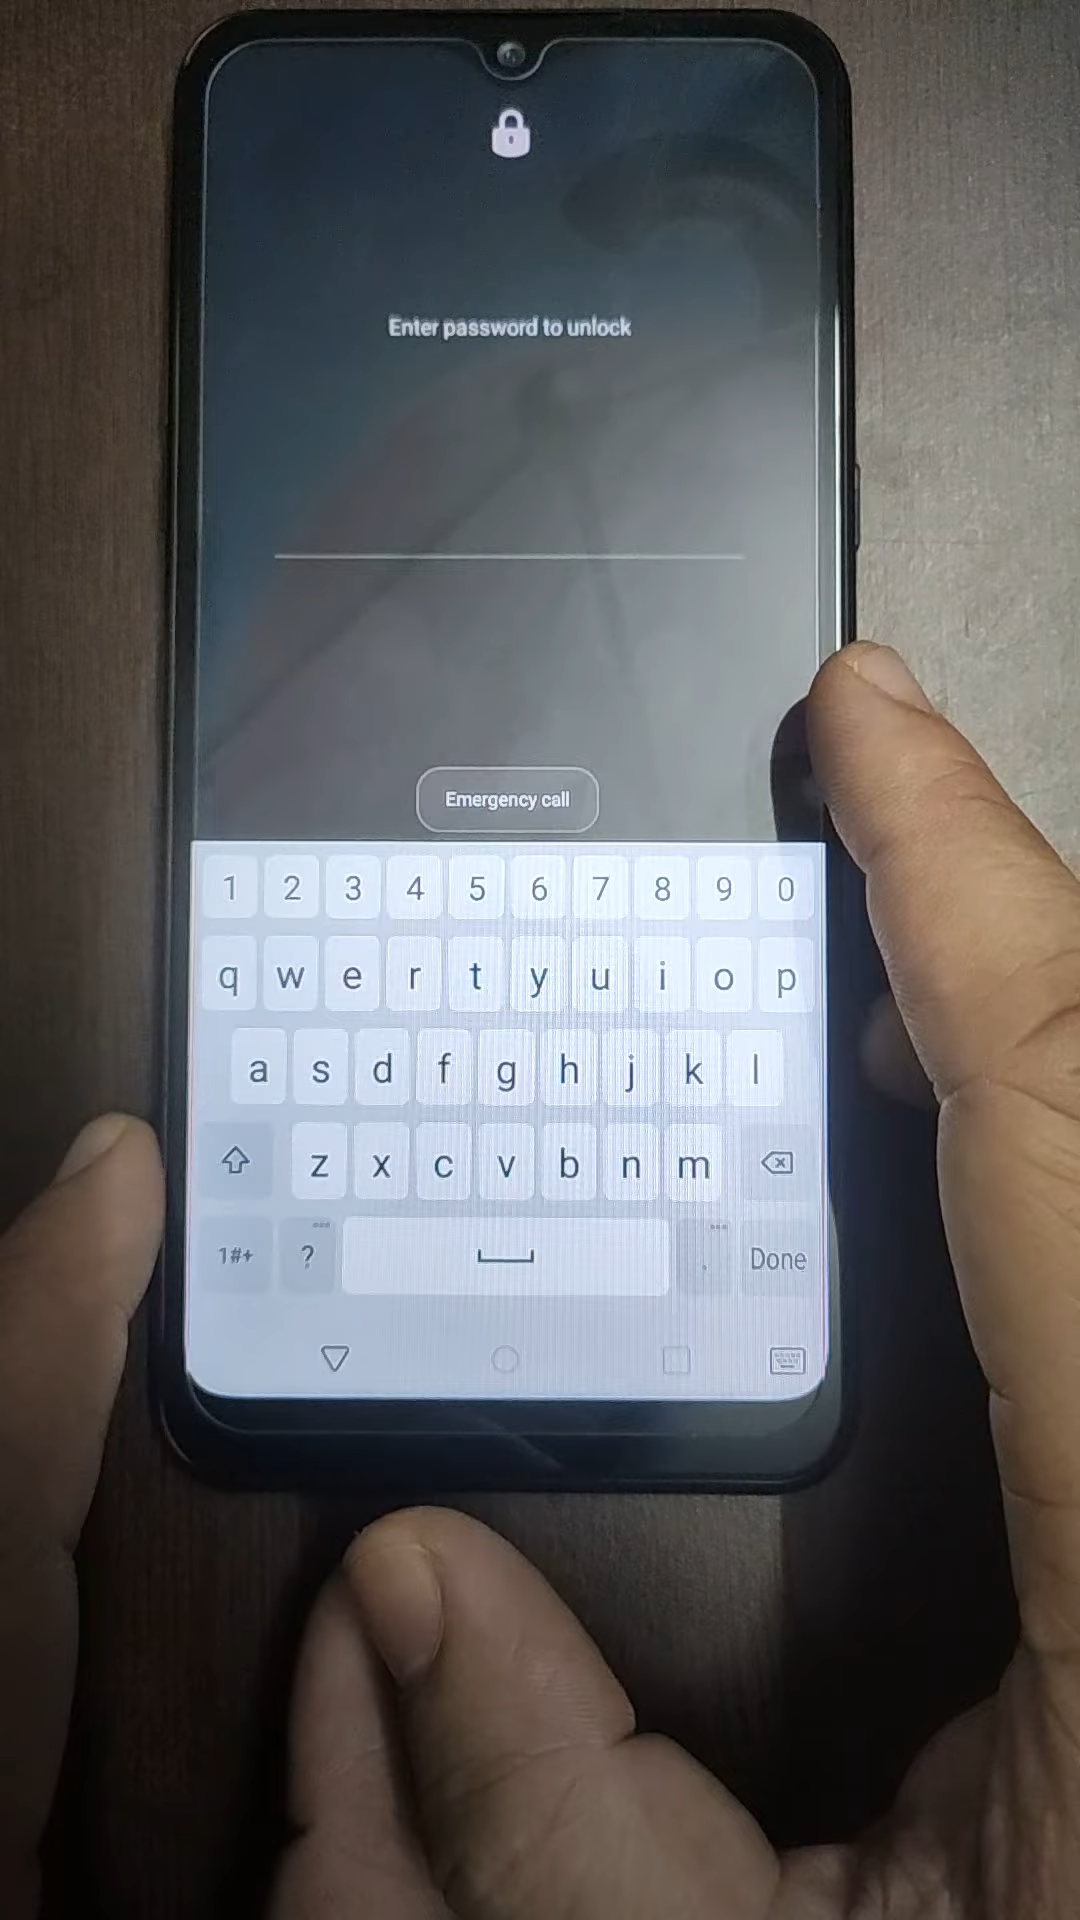 Enter password to unlock
Emergency call
1 2 3 4 5 6 7 8 9 0
q w e r t y u i o p
a s d f g h j k l
z x c v b n m
1#+ ? . Done